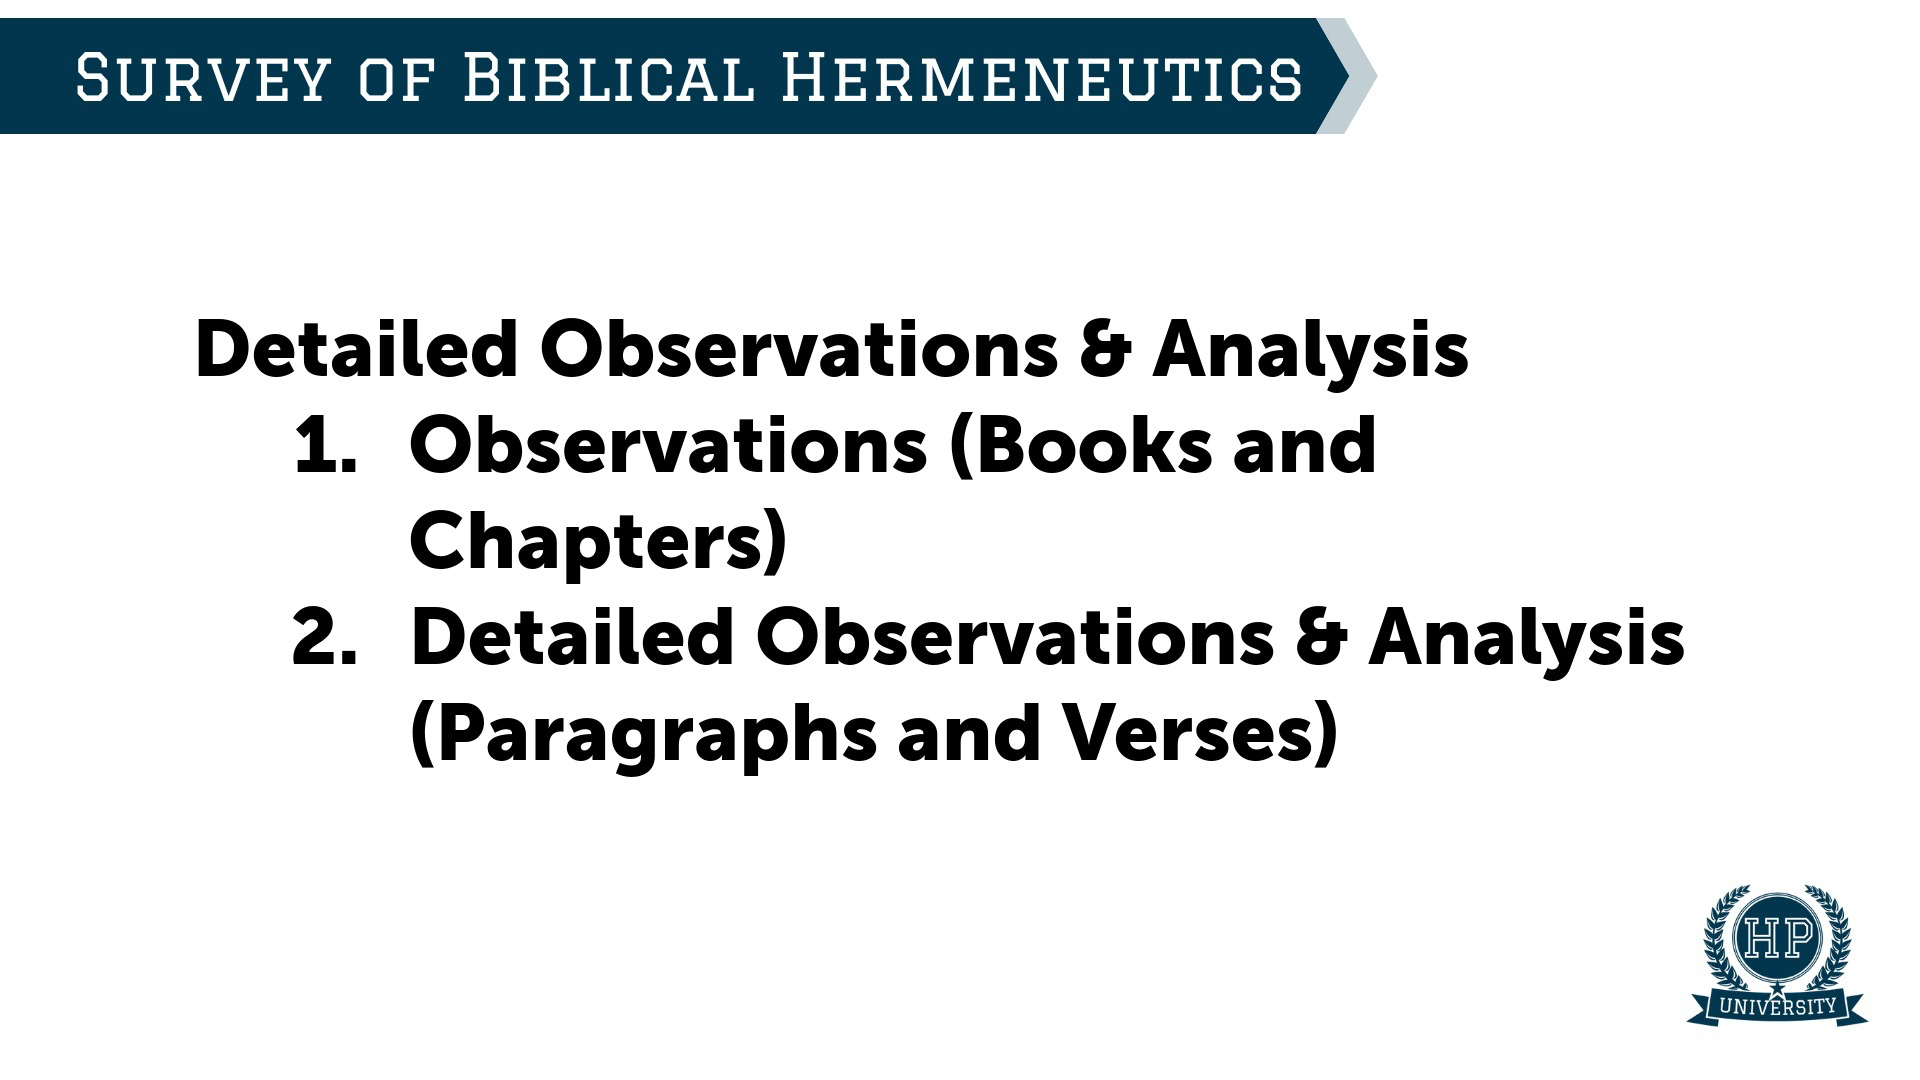 Survey of Biblical Hermeneutics
Detailed Observations & Analysis
1. Observations (Books and
Chapters)
2. Detailed Observations & Analysis
(Paragraphs and Verses)
HP
UNIVERSITY